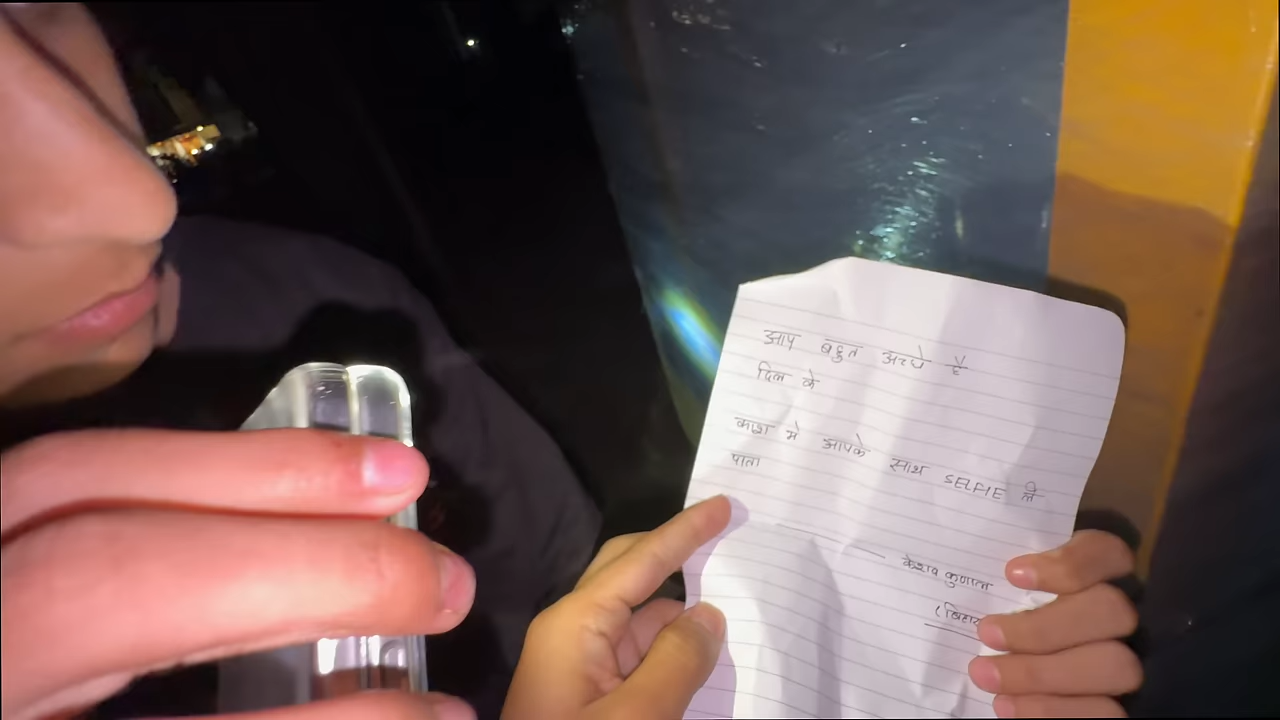 आप बहुत अच्छे है
दिल के
काश मे आपके साथ SELFIE ले
पाता
— केशव कुणाल
(बिहार